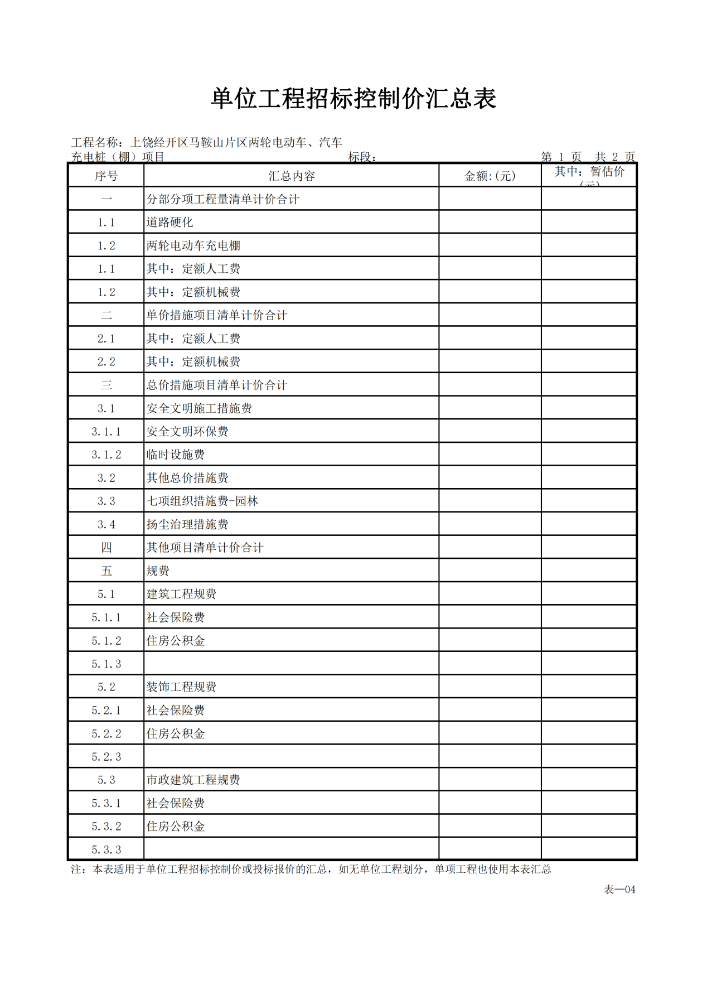 单位工程招标控制价汇总表
工程名称：上饶经开区马鞍山片区两轮电动车、汽车
充电桩（棚）项目 标段： 第 1 页 共 2 页
序号 汇总内容 金额:(元) 其中：暂估价
(元)
一 分部分项工程量清单计价合计
1.1 道路硬化
1.2 两轮电动车充电棚
1.1 其中：定额人工费
1.2 其中：定额机械费
二 单价措施项目清单计价合计
2.1 其中：定额人工费
2.2 其中：定额机械费
三 总价措施项目清单计价合计
3.1 安全文明施工措施费
3.1.1 安全文明环保费
3.1.2 临时设施费
3.2 其他总价措施费
3.3 七项组织措施费-园林
3.4 扬尘治理措施费
四 其他项目清单计价合计
五 规费
5.1 建筑工程规费
5.1.1 社会保险费
5.1.2 住房公积金
5.1.3
5.2 装饰工程规费
5.2.1 社会保险费
5.2.2 住房公积金
5.2.3
5.3 市政建筑工程规费
5.3.1 社会保险费
5.3.2 住房公积金
5.3.3
注：本表适用于单位工程招标控制价或投标报价的汇总，如无单位工程划分，单项工程也使用本表汇总
表—04